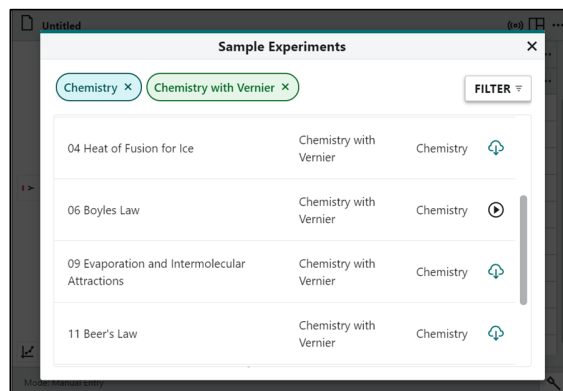 Untitled
Sample Experiments
Chemistry × Chemistry with Vernier ×
FILTER
04 Heat of Fusion for Ice
Chemistry with
Vernier
Chemistry
06 Boyles Law
Chemistry with
Vernier
Chemistry
09 Evaporation and Intermolecular
Attractions
Chemistry with
Vernier
Chemistry
11 Beer's Law
Chemistry with
Vernier
Chemistry
Mode: Manual Entry